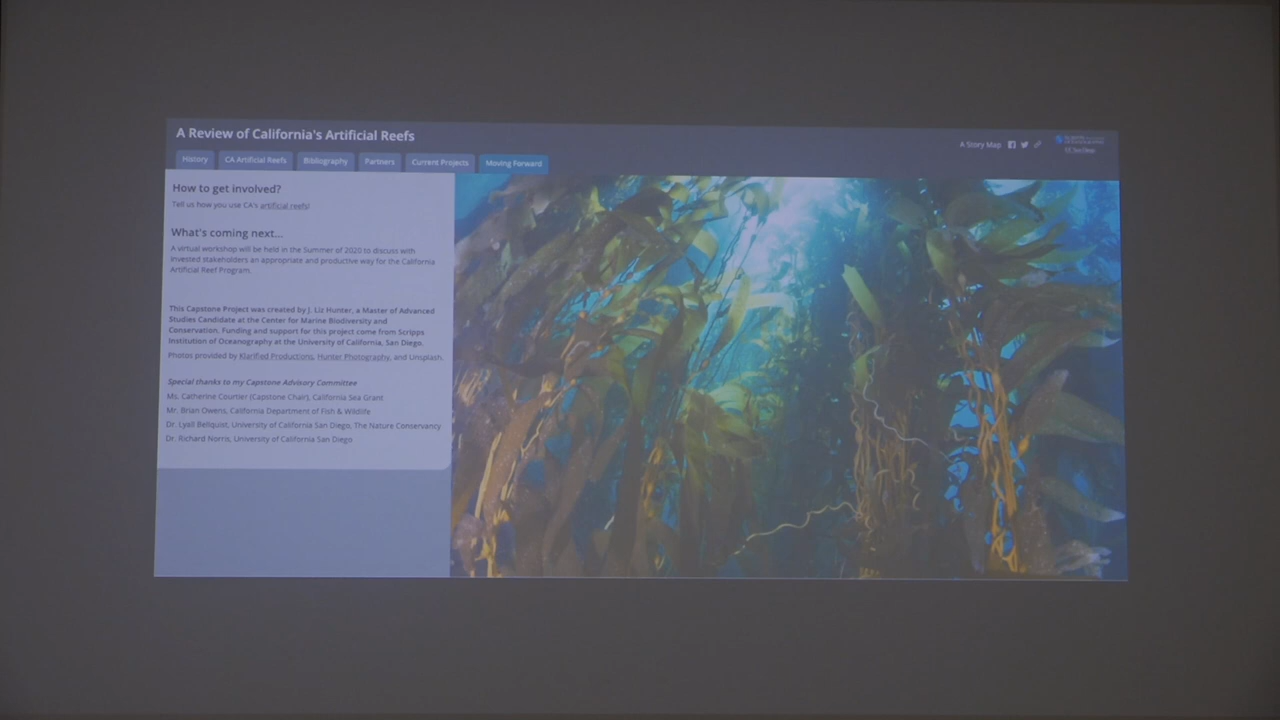 A Review of California's Artificial Reefs
A Story Map
History
CA Artificial Reefs
Bibliography
Partners
Current Projects
Moving Forward
How to get involved?
Tell us how you use CA's artificial reefs!
What's coming next...
A virtual workshop will be held in the Summer of 2020 to discuss with
invested stakeholders an appropriate and productive way for the California
Artificial Reef Program.
This Capstone Project was created by J. Liz Hunter, a Master of Advanced
Studies Candidate at the Center for Marine Biodiversity and
Conservation. Funding and support for this project come from Scripps
Institution of Oceanography at the University of California, San Diego.
Photos provided by Klarified Productions, Hunter Photography, and Unsplash.
Special thanks to my Capstone Advisory Committee
Ms. Catherine Courtier (Capstone Chair), California Sea Grant
Mr. Brian Owens, California Department of Fish & Wildlife
Dr. Lyall Bellquist, University of California San Diego, The Nature Conservancy
Dr. Richard Norris, University of California San Diego